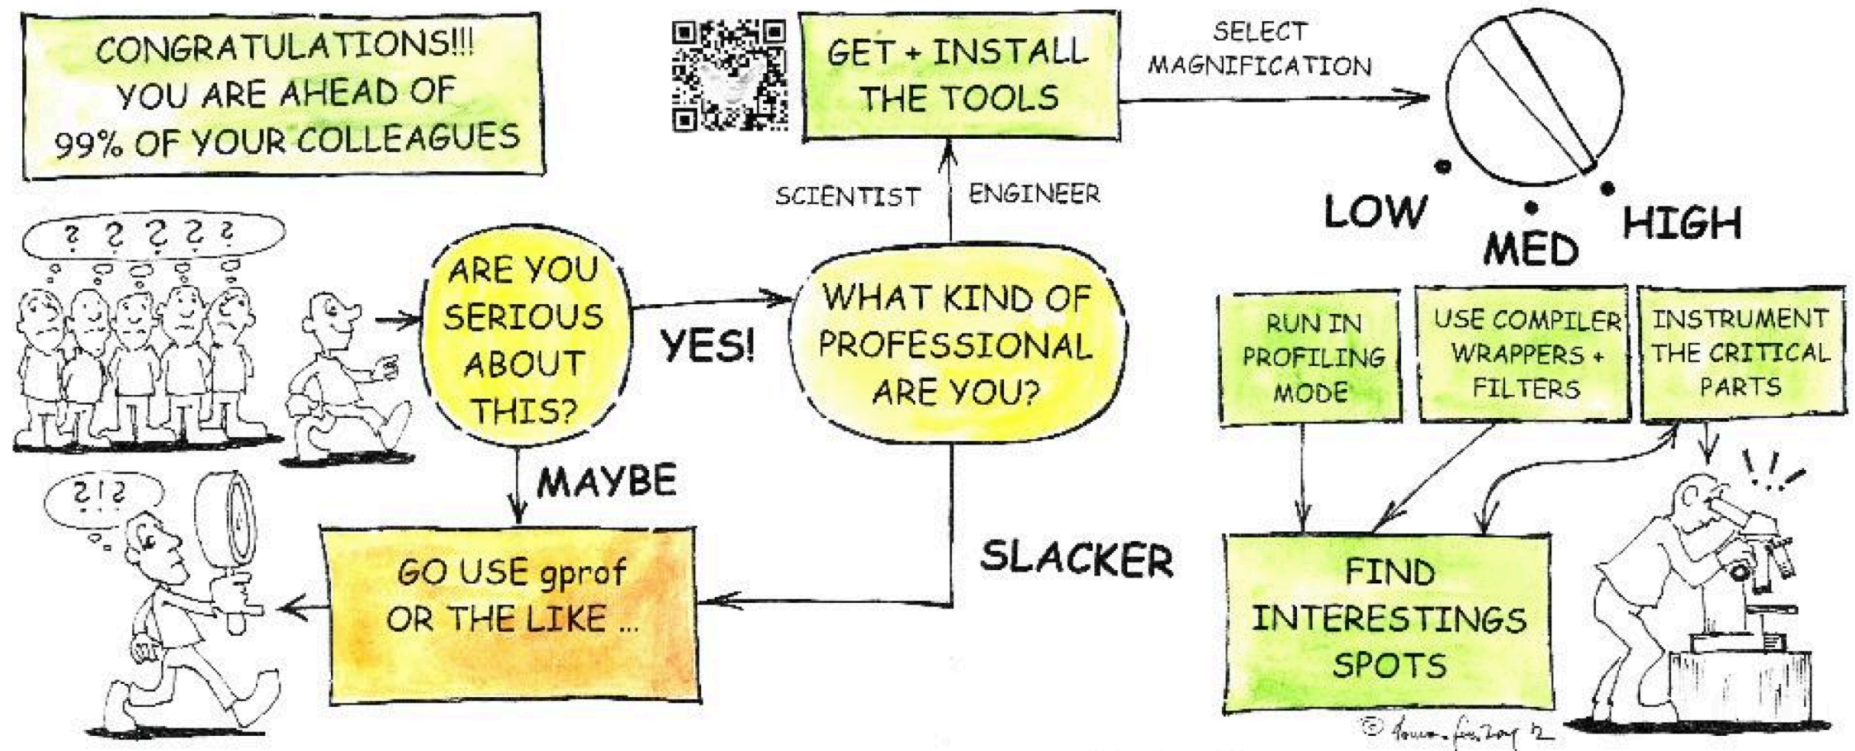 CONGRATULATIONS!!!
YOU ARE AHEAD OF
99% OF YOUR COLLEAGUES
? ? ? ? ?
ARE YOU
SERIOUS
ABOUT
THIS?
YES!
MAYBE
WHAT KIND OF
PROFESSIONAL
ARE YOU?
SCIENTIST
ENGINEER
GET + INSTALL
THE TOOLS
SELECT
MAGNIFICATION
LOW
MED
HIGH
RUN IN
PROFILING
MODE
USE COMPILER
WRAPPERS +
FILTERS
INSTRUMENT
THE CRITICAL
PARTS
FIND
INTERESTINGS
SPOTS
!!!
SLACKER
GO USE gprof
OR THE LIKE ...
?!?
©